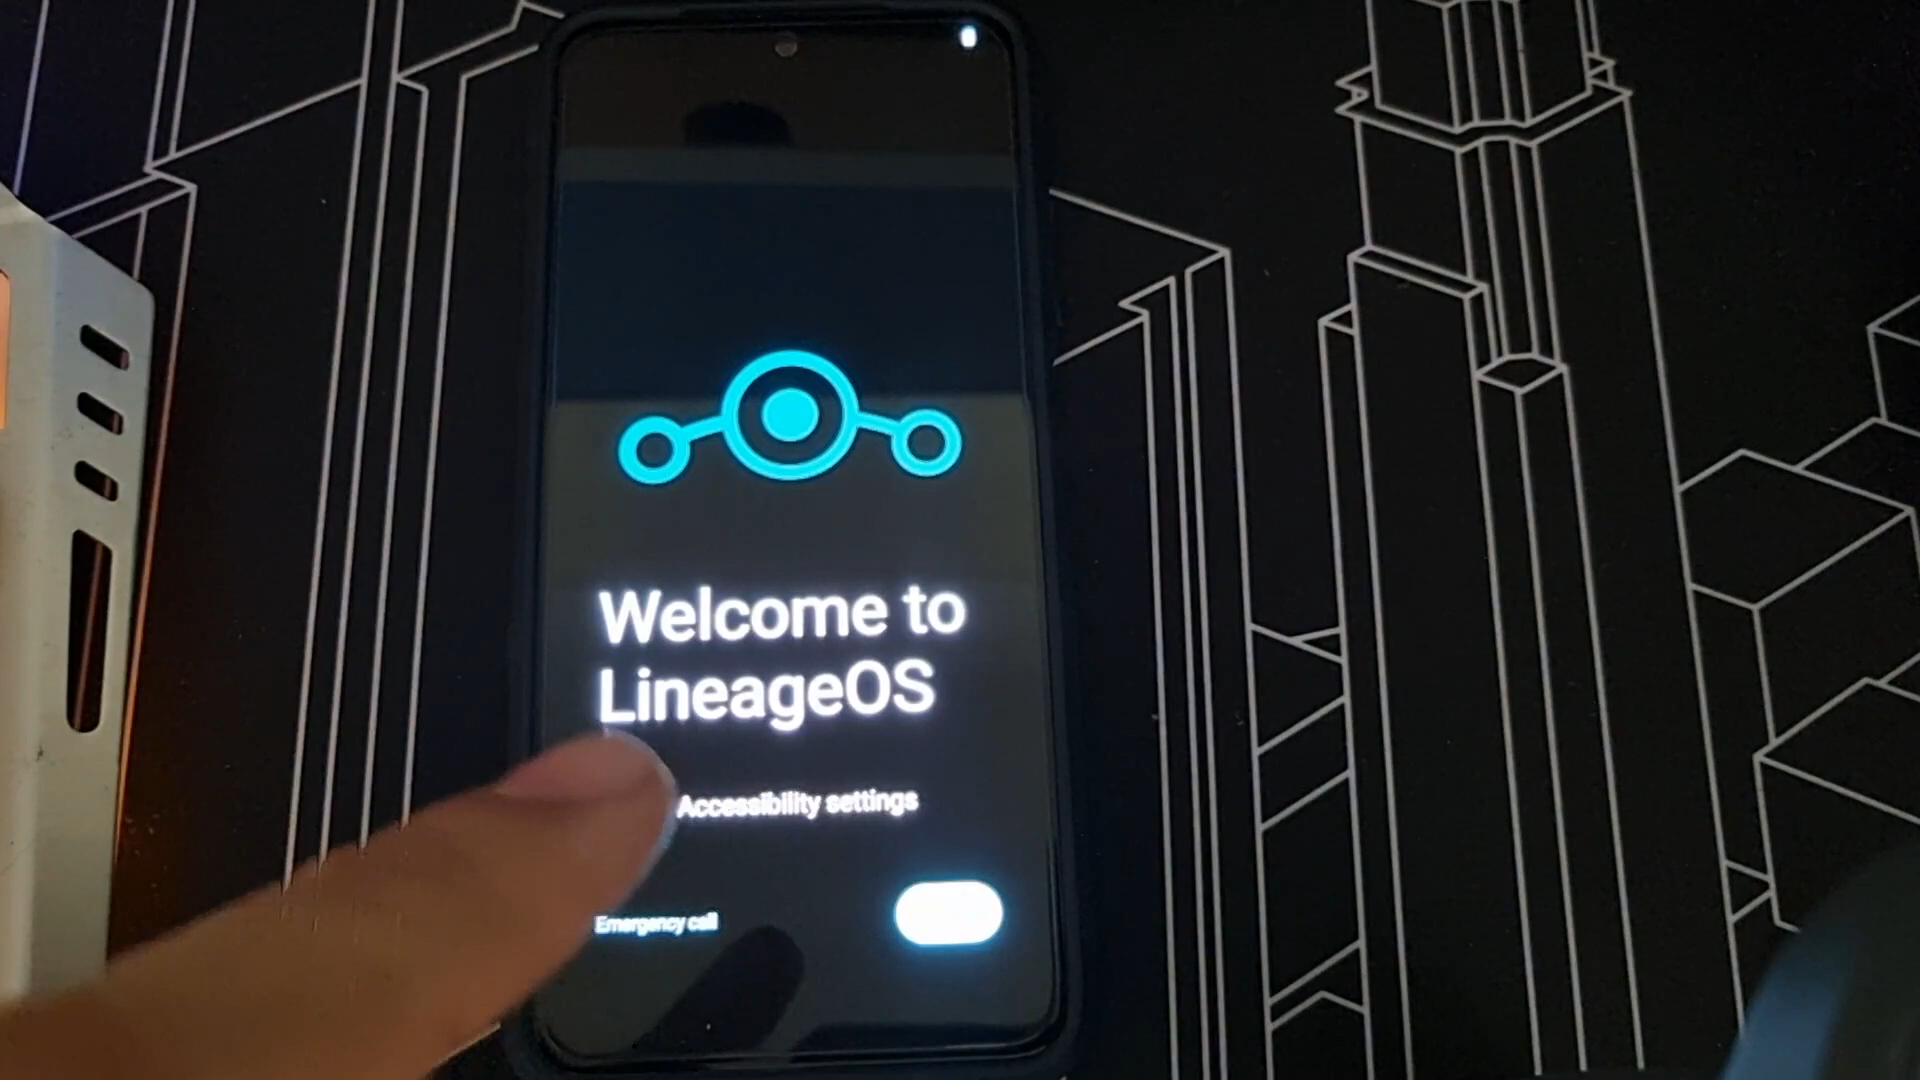 Welcome to
LineageOS
Accessibility settings
Emergency call